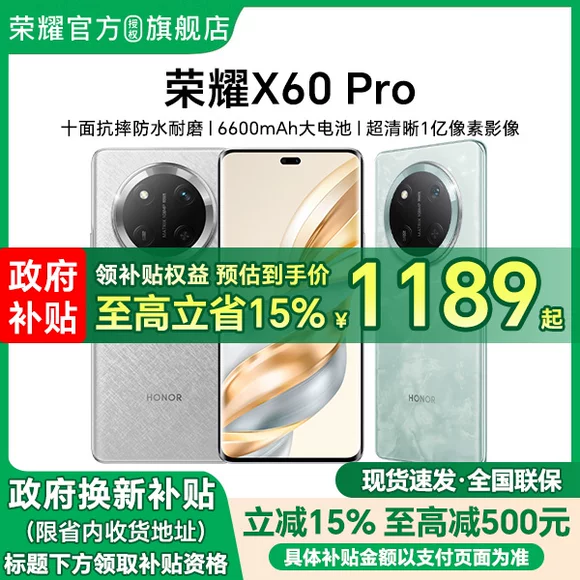 荣耀官方授权旗舰店
荣耀X60 Pro
十面抗摔防水耐磨 | 6600mAh大电池 | 超清晰1亿像素影像
政府
补贴
领补贴权益 预估到手价
至高立省15%
¥1189起
HONOR
HONOR
政府换新补贴
(限省内收货地址)
标题下方领取补贴资格
现货速发·全国联保
立减15% 至高减500元
具体补贴金额以支付页面为准